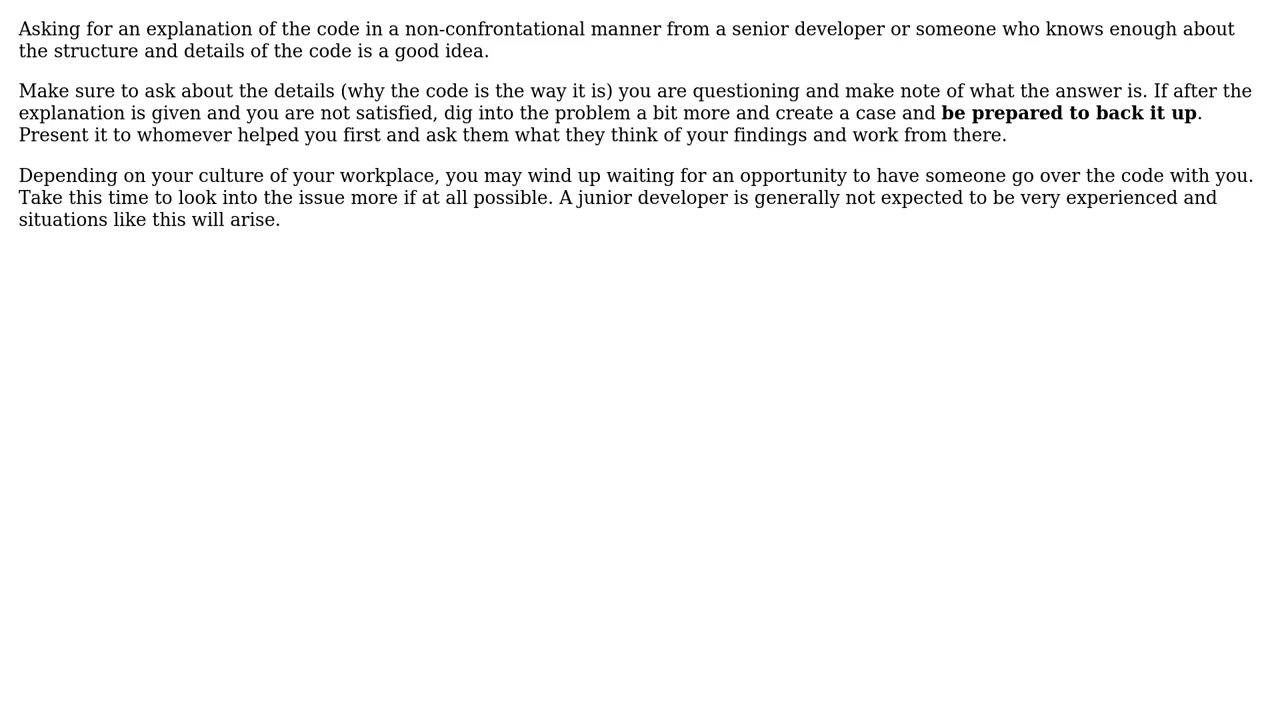 Asking for an explanation of the code in a non-confrontational manner from a senior developer or someone who knows enough about
the structure and details of the code is a good idea.
Make sure to ask about the details (why the code is the way it is) you are questioning and make note of what the answer is. If after the
explanation is given and you are not satisfied, dig into the problem a bit more and create a case and be prepared to back it up.
Present it to whomever helped you first and ask them what they think of your findings and work from there.
Depending on your culture of your workplace, you may wind up waiting for an opportunity to have someone go over the code with you.
Take this time to look into the issue more if at all possible. A junior developer is generally not expected to be very experienced and
situations like this will arise.